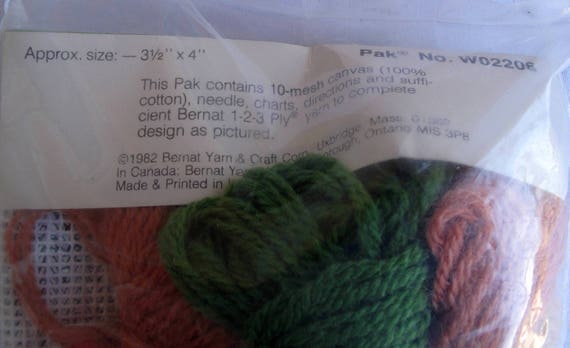 Approx. size: — 3½" x 4"
Pak® No. W02206
This Pak contains 10-mesh canvas (100%
cotton), needle, charts, directions and suffi-
cient Bernat 1-2-3 Ply® yarn to complete
design as pictured.
©1982 Bernat Yarn & Craft Corp. Uxbridge, Mass.
In Canada: Bernat Yarn Ontario M1S 3P8
Made & Printed in